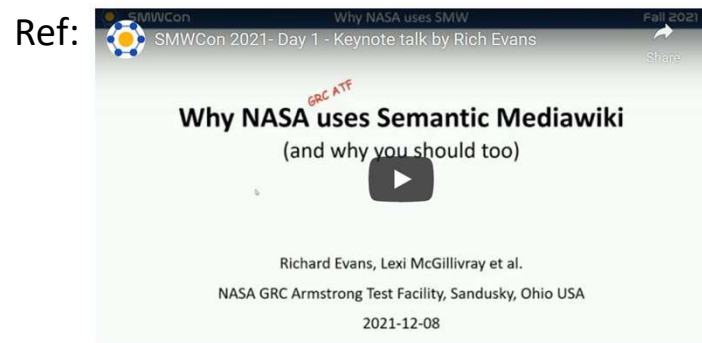 Ref:
SMWCon Why NASA uses SMW Fall 2021
SMWCon 2021- Day 1 - Keynote talk by Rich Evans
Share
GRC ATF
Why NASA uses Semantic Mediawiki
(and why you should too)
Richard Evans, Lexi McGillivray et al.
NASA GRC Armstrong Test Facility, Sandusky, Ohio USA
2021-12-08